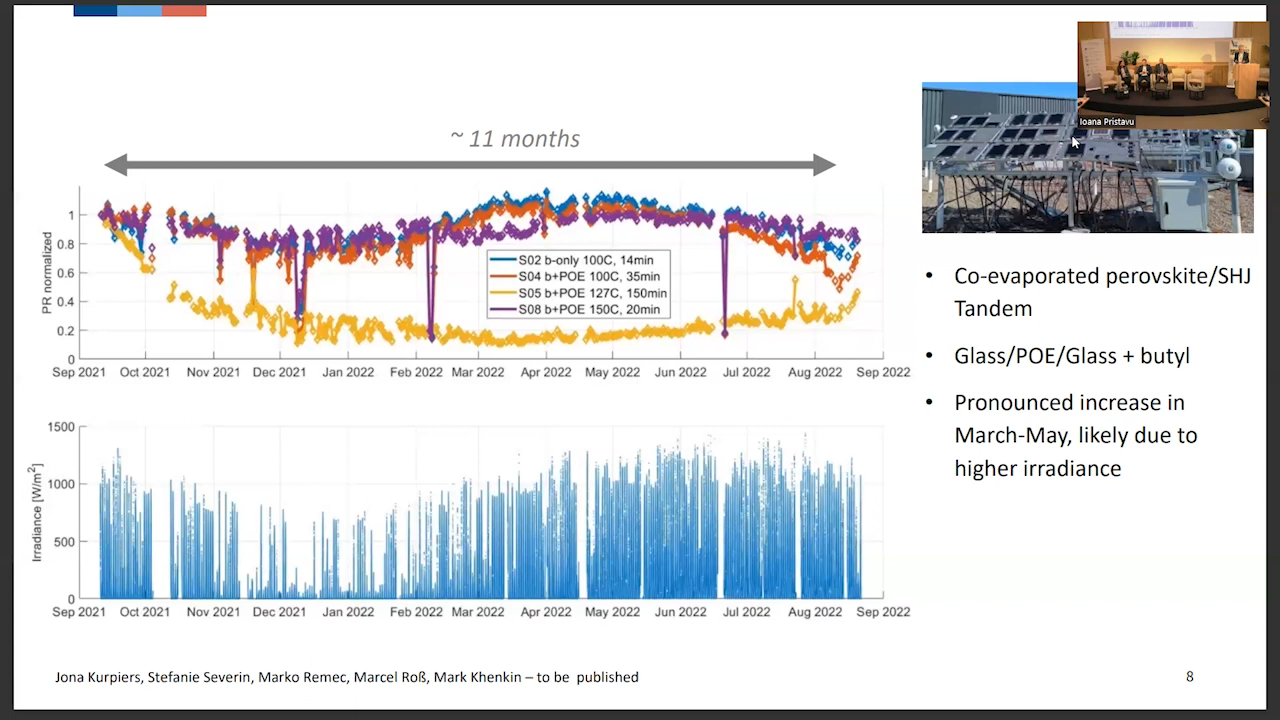 ~ 11 months
PR normalized
1
0.8
0.6
0.4
0.2
0
S02 b-only 100C, 14min
S04 b+POE 100C, 35min
S05 b+POE 127C, 150min
S08 b+POE 150C, 20min
Sep 2021 Oct 2021 Nov 2021 Dec 2021 Jan 2022 Feb 2022 Mar 2022 Apr 2022 May 2022 Jun 2022 Jul 2022 Aug 2022 Sep 2022
Irradiance [W/m²]
1500
1000
500
0
Sep 2021 Oct 2021 Nov 2021 Dec 2021 Jan 2022 Feb 2022 Mar 2022 Apr 2022 May 2022 Jun 2022 Jul 2022 Aug 2022 Sep 2022
Ioana Pristavu
• Co-evaporated perovskite/SHJ
Tandem
• Glass/POE/Glass + butyl
• Pronounced increase in
March-May, likely due to
higher irradiance
Jona Kurpiers, Stefanie Severin, Marko Remec, Marcel Roß, Mark Khenkin – to be published
8